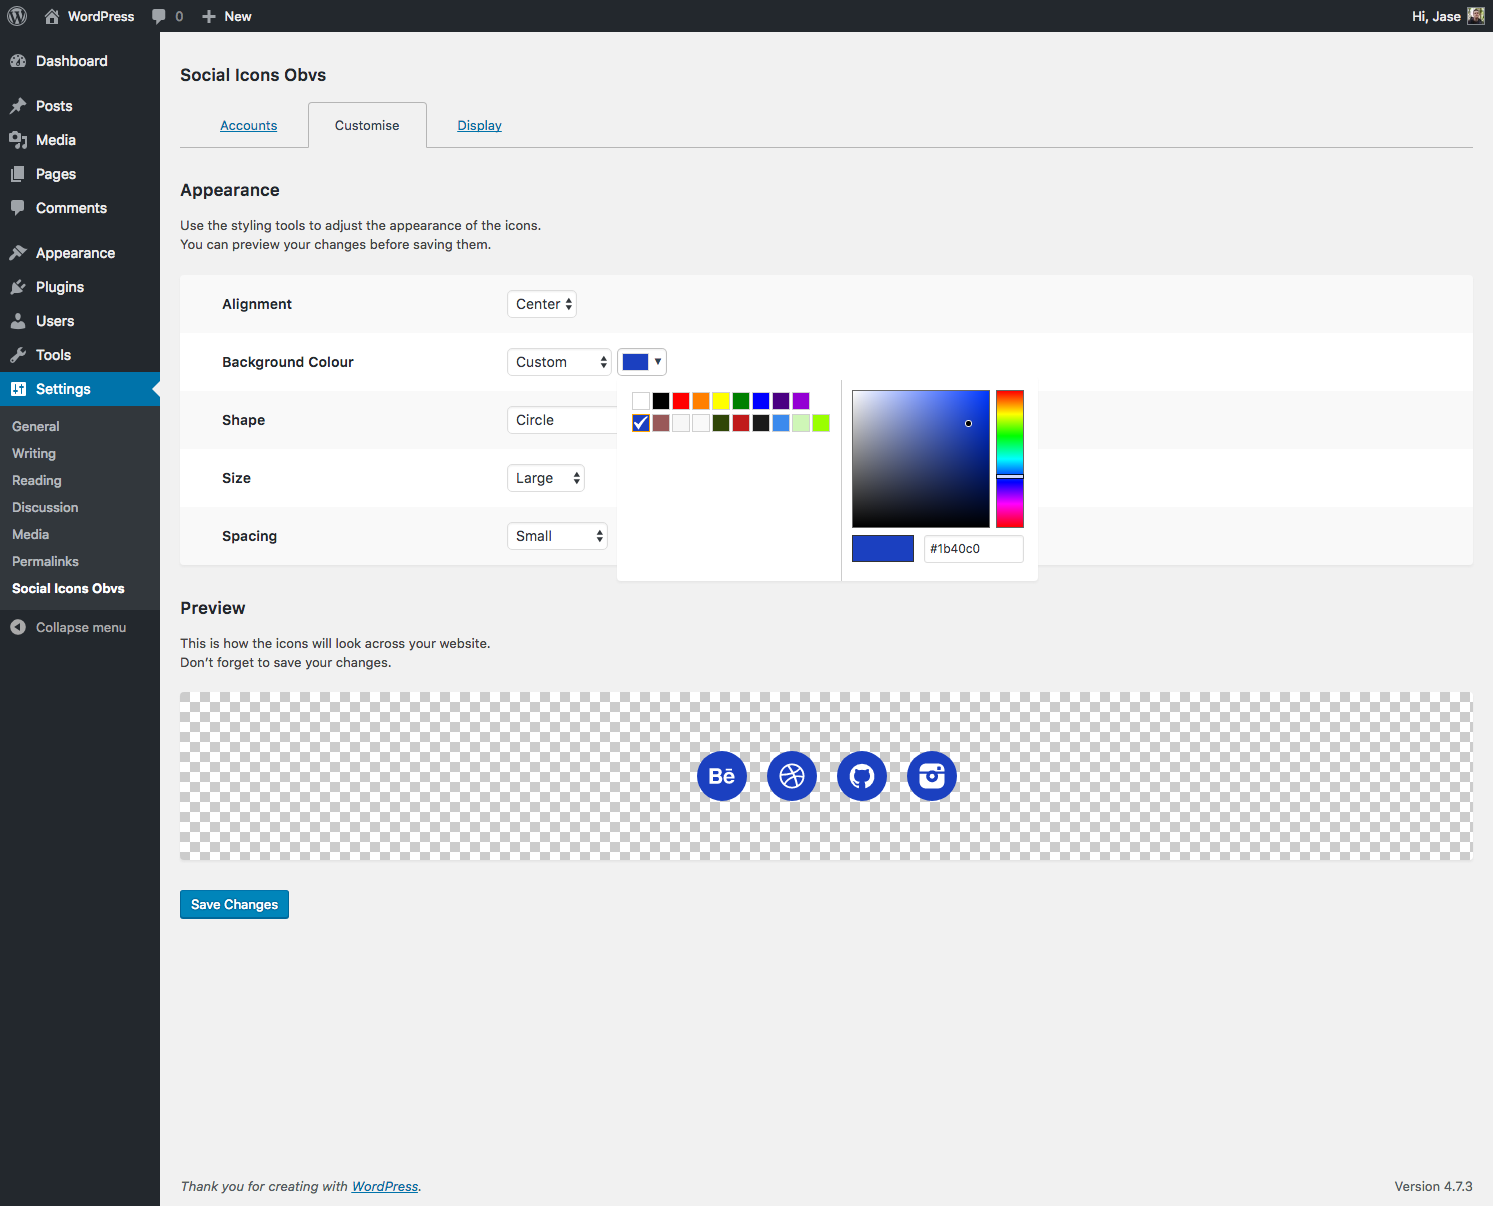 WordPress 0 New Hi, Jase
Dashboard
Posts
Media
Pages
Comments
Appearance
Plugins
Users
Tools
Settings
General
Writing
Reading
Discussion
Media
Permalinks
Social Icons Obvs
Collapse menu
Social Icons Obvs
Accounts Customise Display
Appearance
Use the styling tools to adjust the appearance of the icons.
You can preview your changes before saving them.
Alignment Center
Background Colour Custom
Shape Circle
Size Large
Spacing Small
#1b40c0
Preview
This is how the icons will look across your website.
Don’t forget to save your changes.
Bē
Save Changes
Thank you for creating with WordPress.
Version 4.7.3